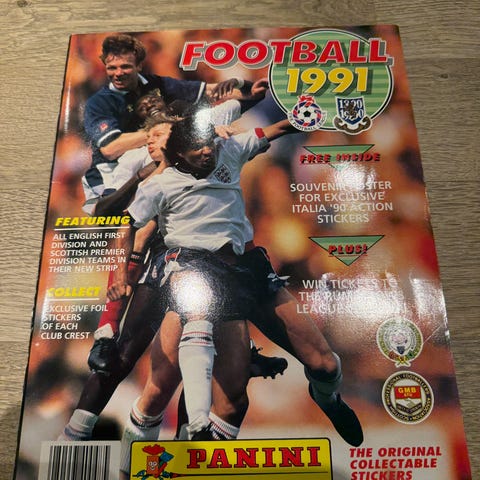 FOOTBALL
1991
FREE INSIDE
SOUVENIR POSTER
FOR EXCLUSIVE
ITALIA '90 ACTION
STICKERS
PLUS!
WIN TICKETS TO
THE
LEAGUE
FEATURING
ALL ENGLISH FIRST
DIVISION AND
SCOTTISH PREMIER
DIVISION TEAMS IN
THEIR NEW STRIP
COLLECT
EXCLUSIVE FOIL
STICKERS
OF EACH
CLUB CREST
GMB
PANINI
THE ORIGINAL
COLLECTABLE
STICKERS